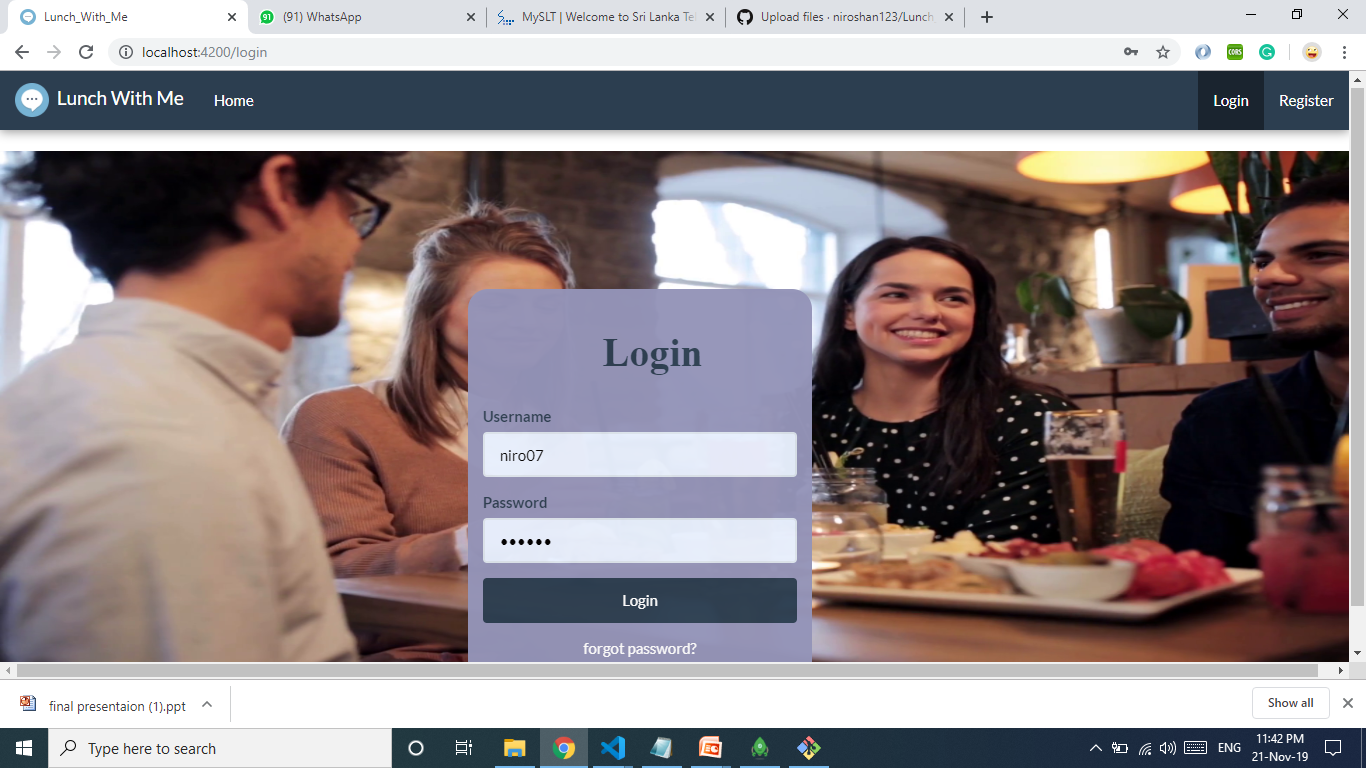 Lunch_With_Me
(91) WhatsApp
MySLT | Welcome to Sri Lanka Tel
Upload files · niroshan123/Lunch
localhost:4200/login
CORS
Lunch With Me
Home
Login
Register
Login
Username
niro07
Password
••••••
Login
forgot password?
final presentaion (1).ppt
Show all
Type here to search
ENG
11:42 PM
21-Nov-19